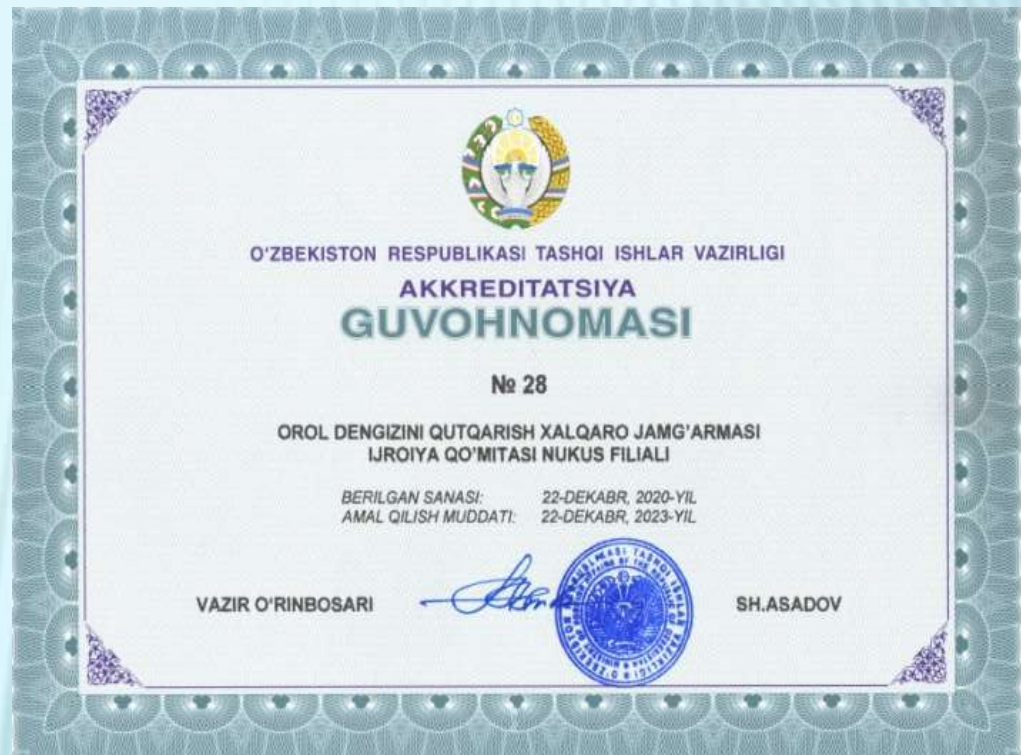 O'ZBEKISTON RESPUBLIKASI TASHQI ISHLAR VAZIRLIGI
AKKREDITATSIYA
GUVOHNOMASI
№ 28
OROL DENGIZINI QUTQARISH XALQARO JAMG'ARMASI
IJROIYA QO'MITASI NUKUS FILIALI
BERILGAN SANASI: 22-DEKABR, 2020-YIL
AMAL QILISH MUDDATI: 22-DEKABR, 2023-YIL
VAZIR O'RINBOSARI SH.ASADOV